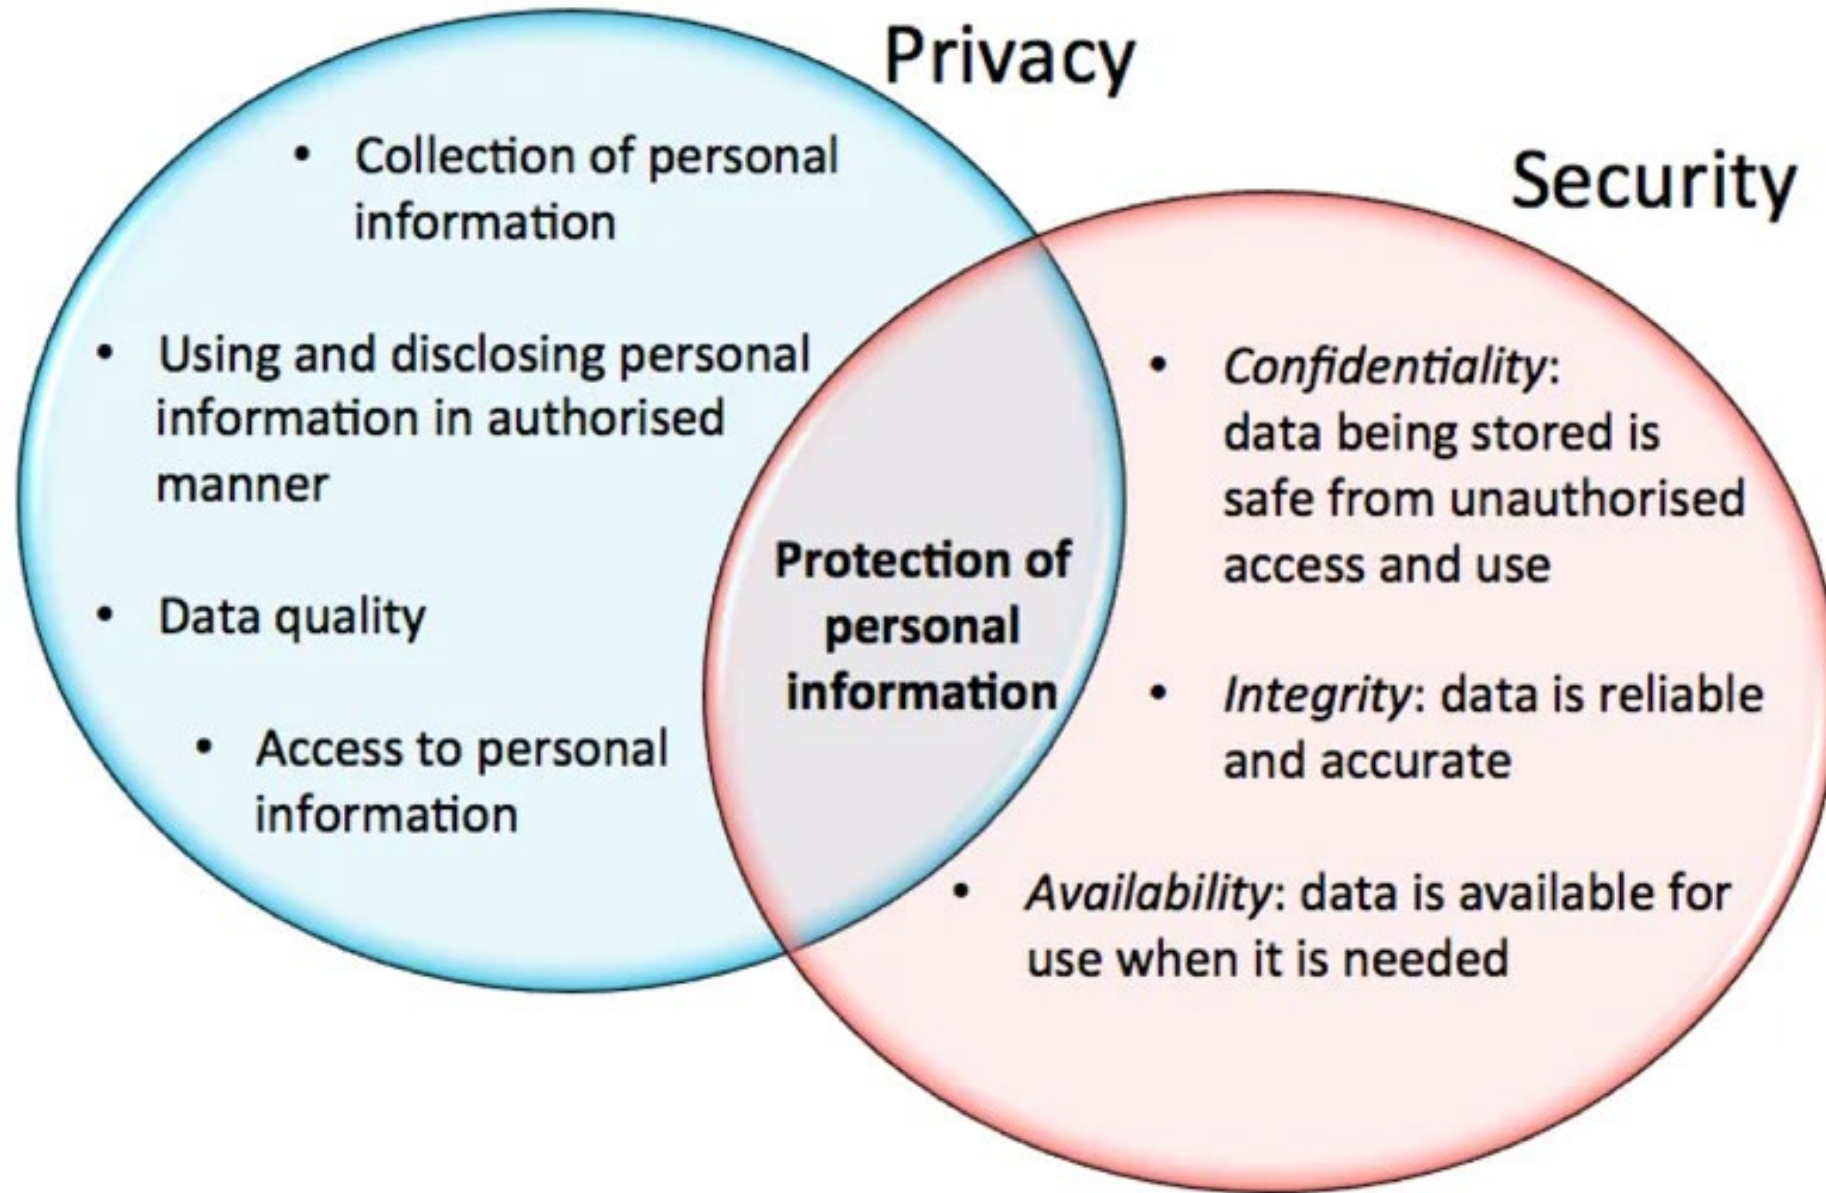 Privacy
• Collection of personal
information
• Using and disclosing personal
information in authorised
manner
• Data quality
• Access to personal
information
Protection of
personal
information
Security
• Confidentiality:
data being stored is
safe from unauthorised
access and use
• Integrity: data is reliable
and accurate
• Availability: data is available for
use when it is needed